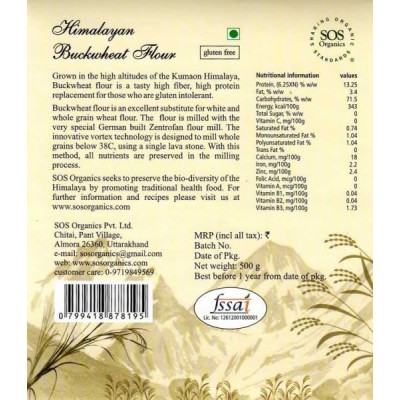 Himalayan
Buckwheat Flour
gluten free
SHAPING ORGANIC STANDARDS
SOS
Organics
Grown in the high altitudes of the Kumaon Himalaya,
Buckwheat flour is a tasty high fiber, high protein
replacement for those who are gluten intolerant.
Buckwheat flour is an excellent substitute for white and
whole grain wheat flour. The flour is milled with the
very special German built Zentrofan flour mill. The
innovative vortex technology is designed to mill whole
grains below 38C, using a single lava stone. With this
method, all nutrients are preserved in the milling
process.
SOS Organics seeks to preserve the bio-diversity of the
Himalaya by promoting traditional health food. For
further information and recipies please visit us at
www.sosorganics.com
Nutritional information values
Protein, (6.25XN) %w/w 13.25
Fat, % w/w 3.4
Carbohydrates, %w/w 71.5
Energy, kcal/100g 343
Total Sugar, % w/w 0
Vitamin C, mg/100g 0
Saturated Fat % 0.74
Monounsaturated Fat % 1.04
Polyunsaturated Fat % 1.04
Trans Fat % 0
Calcium, mg/100g 18
Iron, mg/100g 2.2
Zinc, mg/100g 2.4
Folic Acid, mcg/100g 0
Vitamin A, mcg/100g 0
Vitamin B1, mg/100g 0.04
Vitamin B2, mg/100g 0.04
Vitamin B3, mg/100g 1.73
SOS Organics Pvt. Ltd.
Chitai, Pant Village,
Almora 26360, Uttarakhand
e-mail: sosorganics@gmail.com
www.sosorganics.com
customer care: 0-9719849569
MRP (incl all tax): ₹
Batch No.
Date of Pkg.
Net weight: 500 g
Best before 1 year from date of pkg.
0 799418 878195
fssai
Lic. No: 12612001000001